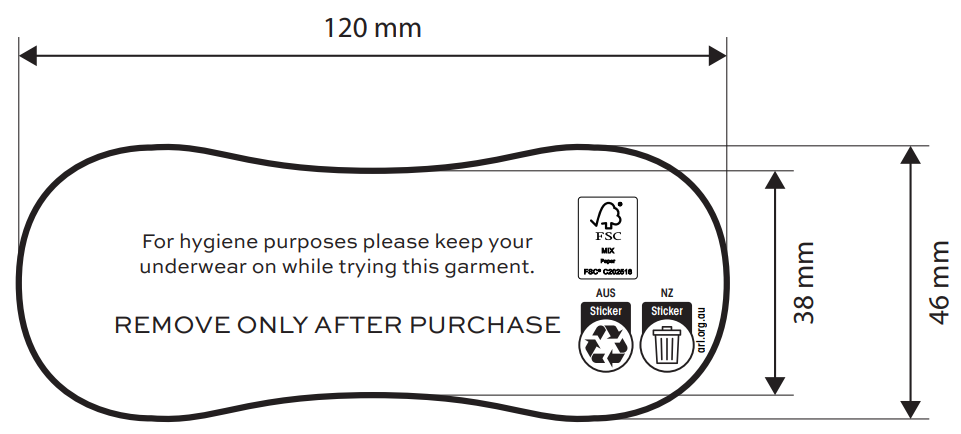 120 mm
For hygiene purposes please keep your
underwear on while trying this garment.
REMOVE ONLY AFTER PURCHASE
FSC
MIX
Paper
FSC® C202518
AUS
Sticker
NZ
Sticker
arl.org.au
38 mm
46 mm